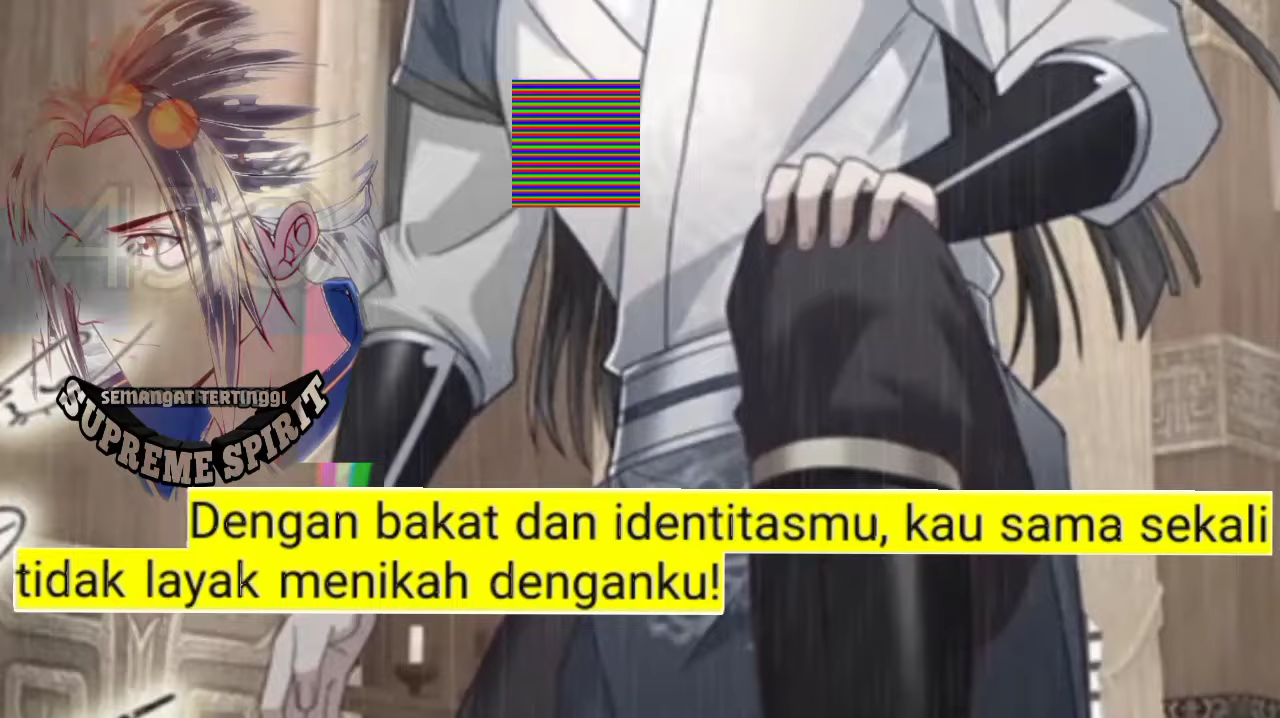 SEMANGAT TERTINGGI
SUPREME SPIRIT
Dengan bakat dan identitasmu, kau sama sekali
tidak layak menikah denganku!